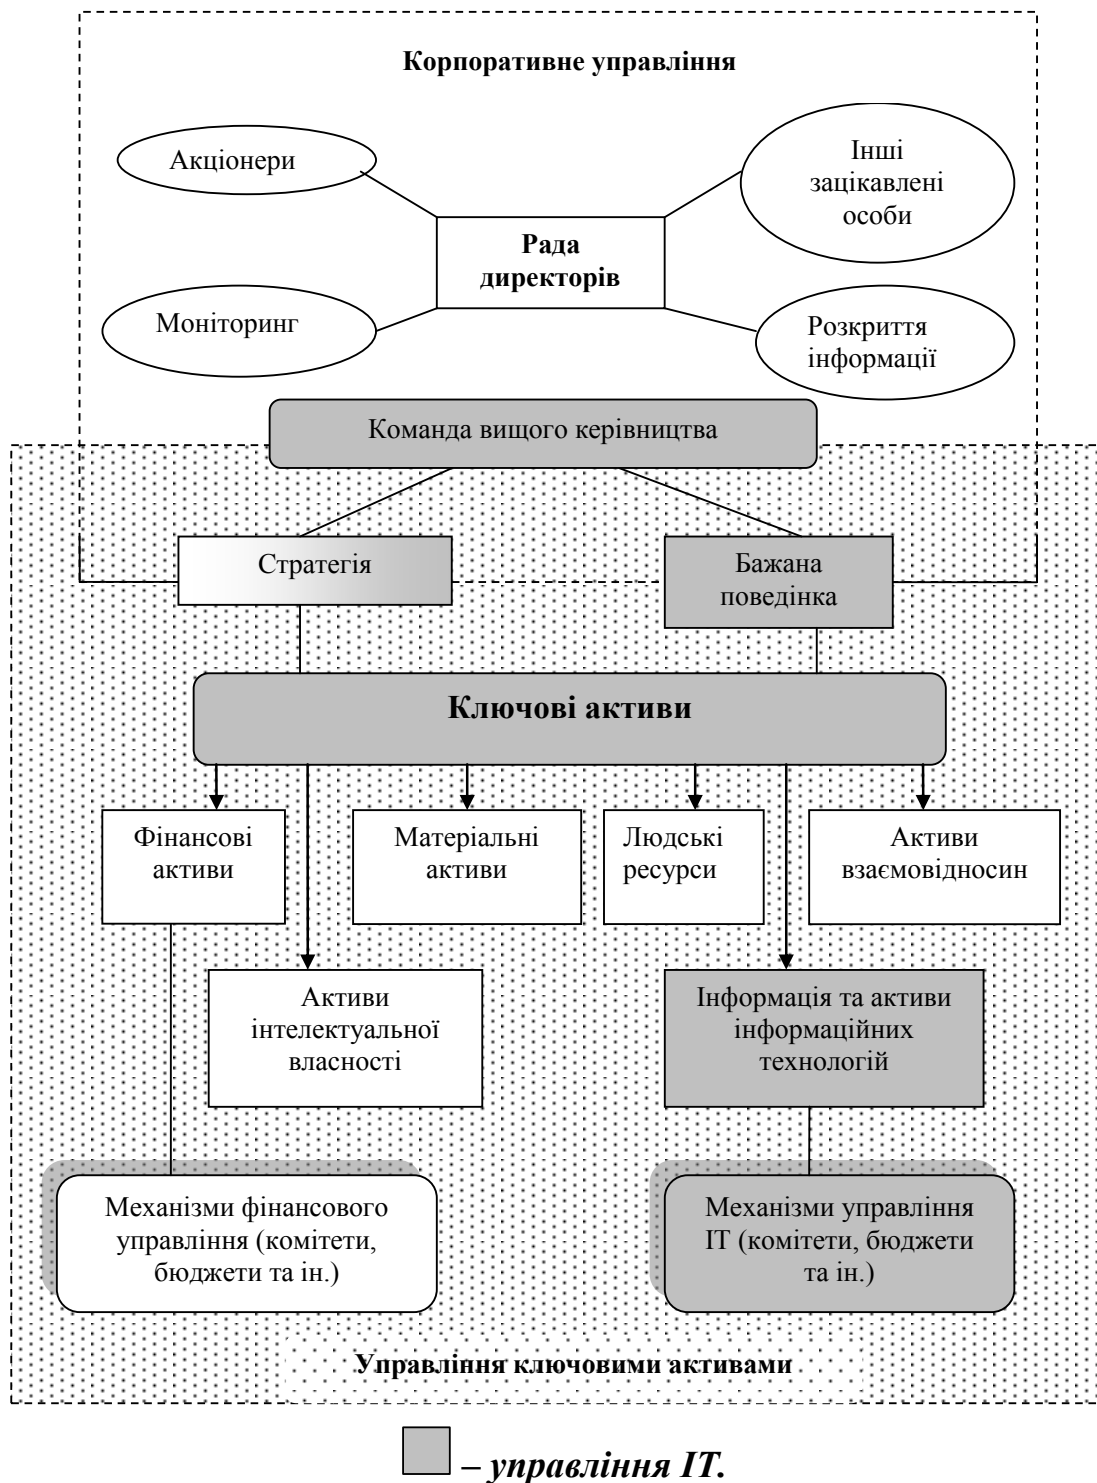 Корпоративне управління
Акціонери
Інші
зацікавлені
особи
Рада
директорів
Моніторинг
Розкриття
інформації
Команда вищого керівництва
Стратегія
Бажана
поведінка
Ключові активи
Фінансові
активи
Матеріальні
активи
Людські
ресурси
Активи
взаємовідносин
Активи
інтелектуальної
власності
Інформація та активи
інформаційних
технологій
Механізми фінансового
управління (комітети,
бюджети та ін.)
Механізми управління
ІТ (комітети, бюджети
та ін.)
Управління ключовими активами
– управління ІТ.